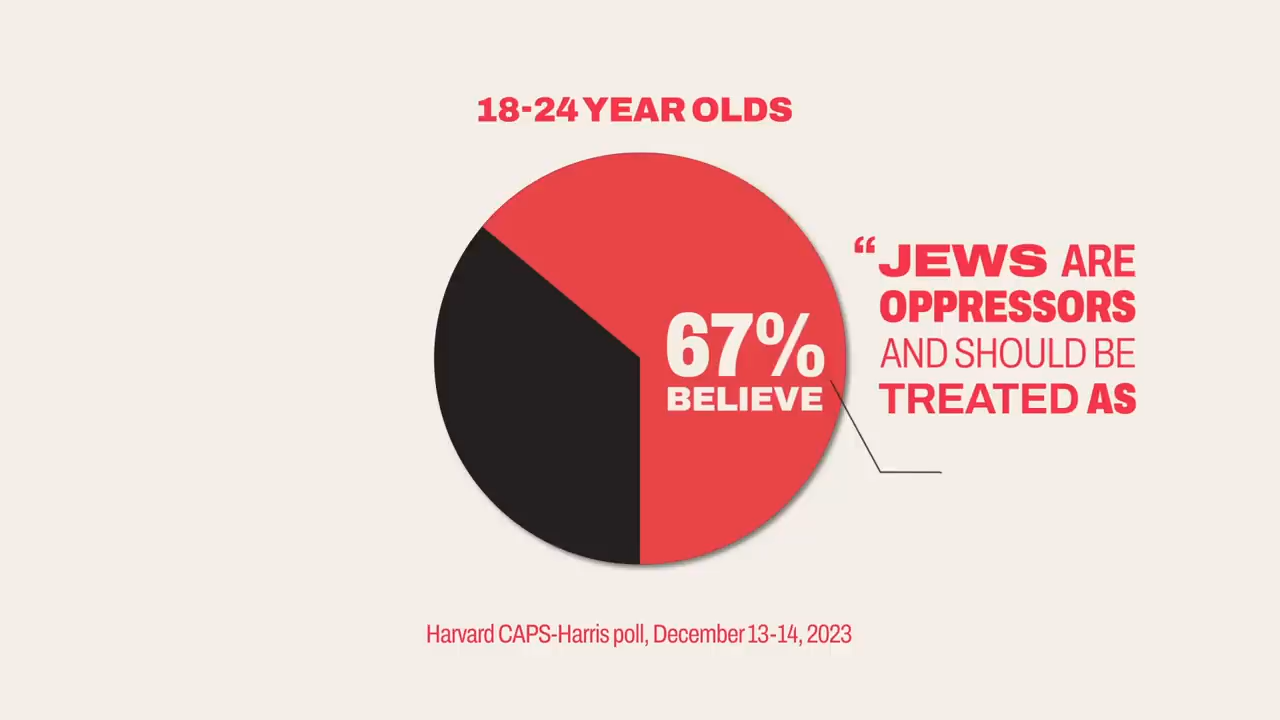 18-24 YEAR OLDS
67%
BELIEVE
“JEWS ARE
OPPRESSORS
AND SHOULD BE
TREATED AS
Harvard CAPS-Harris poll, December 13-14, 2023